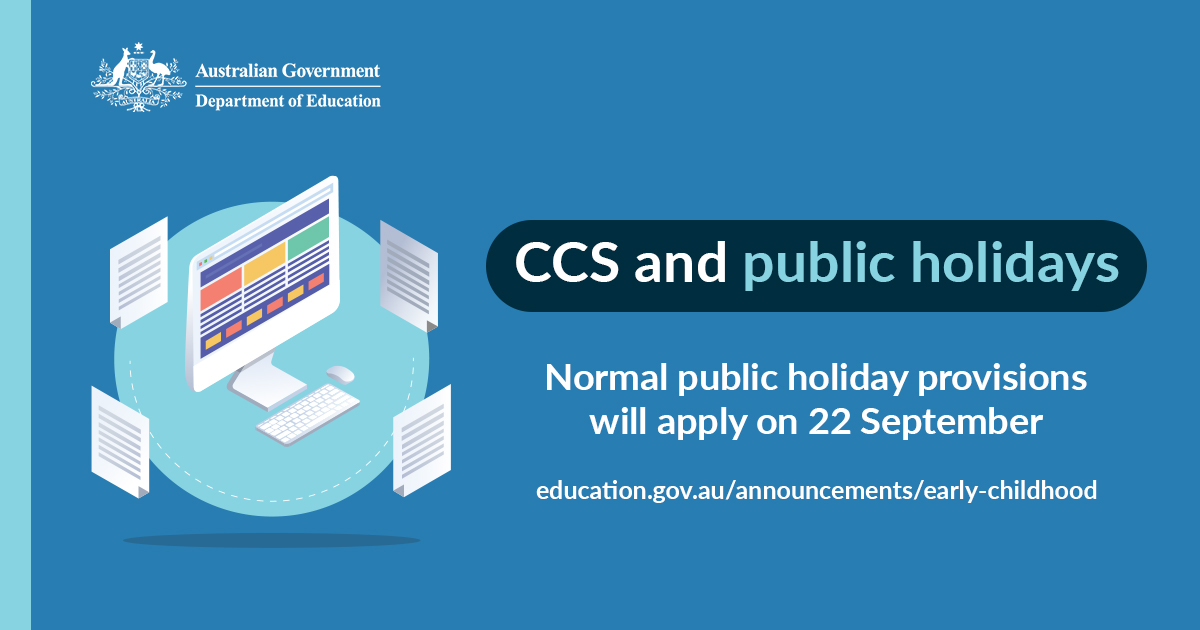 Australian Government
Department of Education
CCS and public holidays
Normal public holiday provisions
will apply on 22 September
education.gov.au/announcements/early-childhood